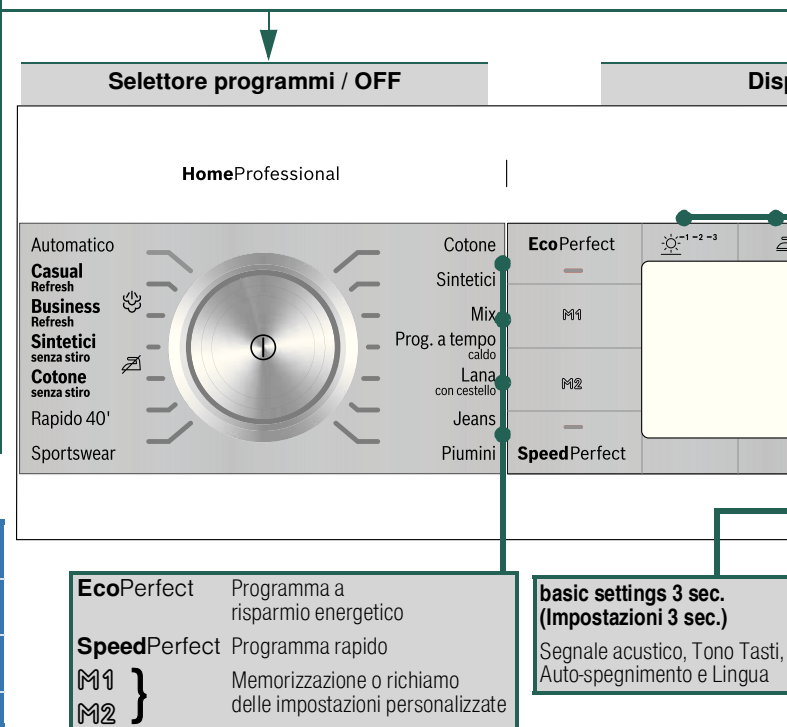 Selettore programmi / OFF
HomeProfessional
Automatico
Casual
Refresh
Business
Refresh
Sintetici
senza stiro
Cotone
senza stiro
Rapido 40'
Sportswear
Cotone
Sintetici
Mix
Prog. a tempo
caldo
Lana
con cestello
Jeans
Piumini
EcoPerfect
M1
M2
SpeedPerfect
-1 -2 -3
EcoPerfect Programma a
risparmio energetico
SpeedPerfect Programma rapido
M1 Memorizzazione o richiamo
M2 delle impostazioni personalizzate
basic settings 3 sec.
(Impostazioni 3 sec.)
Segnale acustico, Tono Tasti,
Auto-spegnimento e Lingua